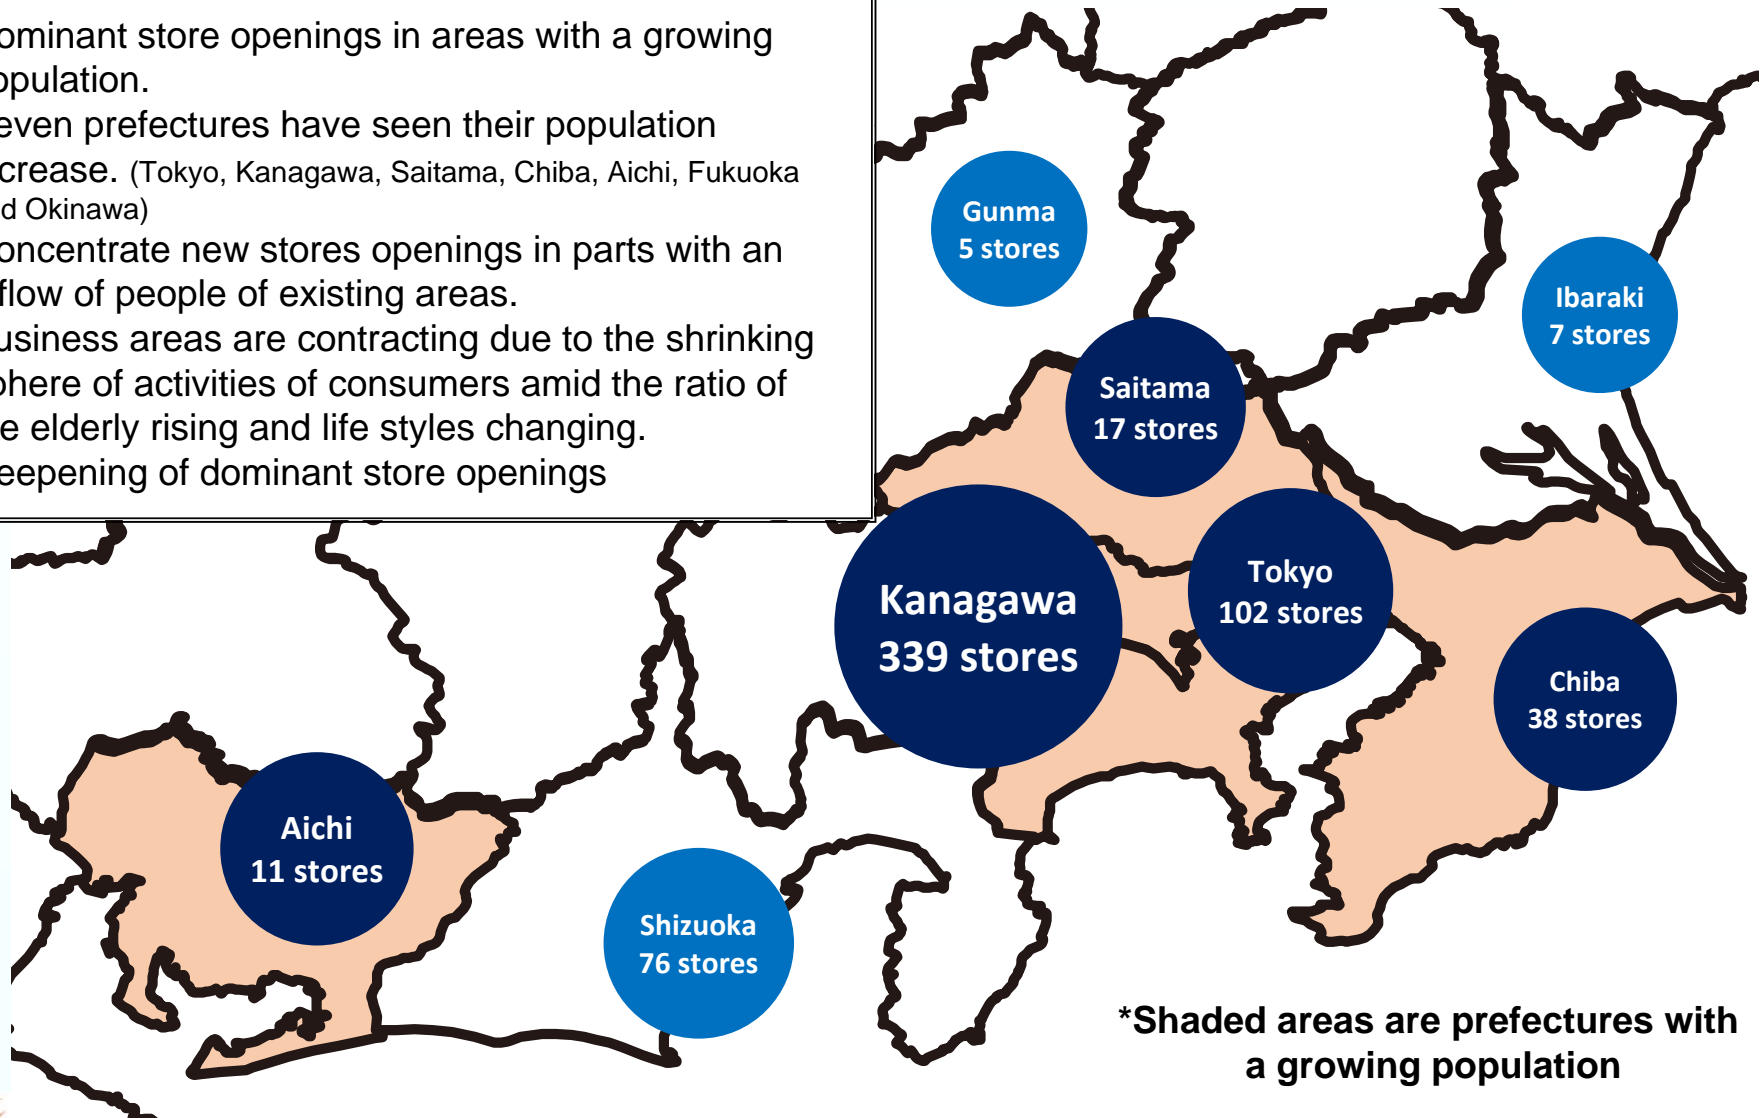 ominant store openings in areas with a growing
opulation.
even prefectures have seen their population
crease. (Tokyo, Kanagawa, Saitama, Chiba, Aichi, Fukuoka
d Okinawa)
oncentrate new stores openings in parts with an
flow of people of existing areas.
usiness areas are contracting due to the shrinking
phere of activities of consumers amid the ratio of
e elderly rising and life styles changing.
eepening of dominant store openings
Gunma
5 stores
Ibaraki
7 stores
Saitama
17 stores
Kanagawa
339 stores
Tokyo
102 stores
Chiba
38 stores
Aichi
11 stores
Shizuoka
76 stores
*Shaded areas are prefectures with
a growing population